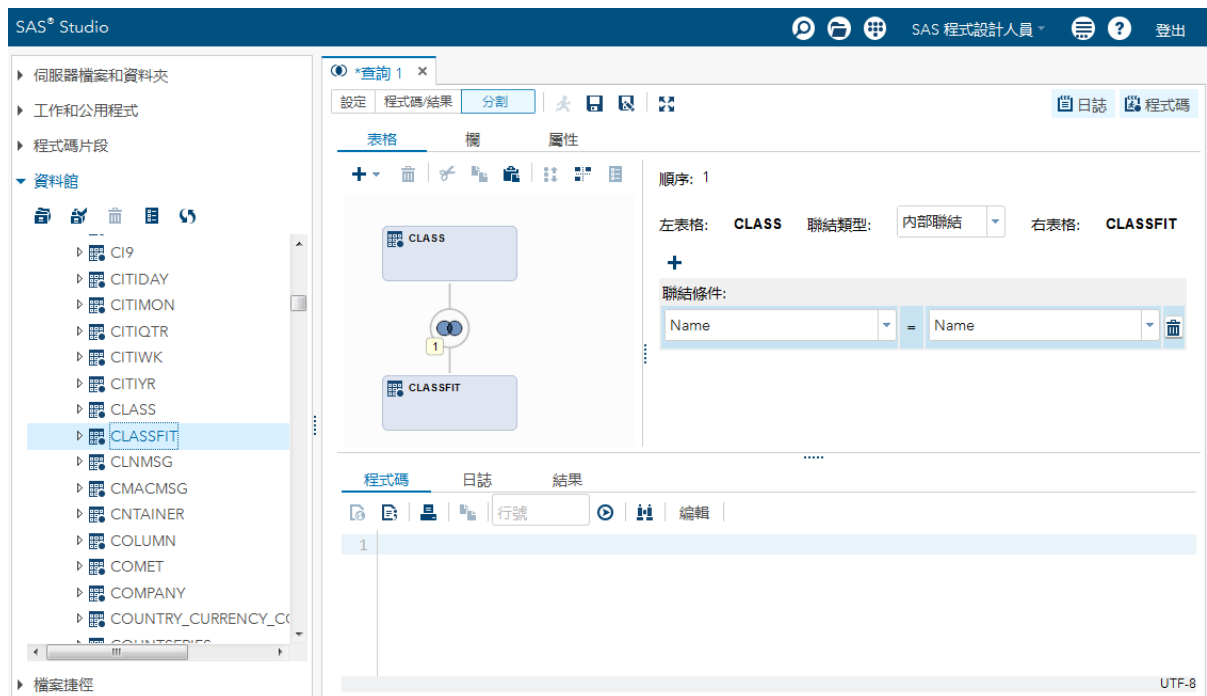 SAS® Studio
SAS 程式設計人員
登出
伺服器檔案和資料夾
工作和公用程式
程式碼片段
資料館
CI9
CITIDAY
CITIMON
CITIQTR
CITIWK
CITIYR
CLASS
CLASSFIT
CLNMSG
CMACMSG
CNTAINER
COLUMN
COMET
COMPANY
COUNTRY_CURRENCY_CO
COUNTSERIES
檔案捷徑
*查詢 1
設定 程式碼/結果 分割
日誌 程式碼
表格 欄 屬性
CLASS
1
CLASSFIT
順序: 1
左表格: CLASS 聯結類型: 內部聯結 右表格: CLASSFIT
聯結條件:
Name = Name
程式碼 日誌 結果
行號 編輯
1
UTF-8